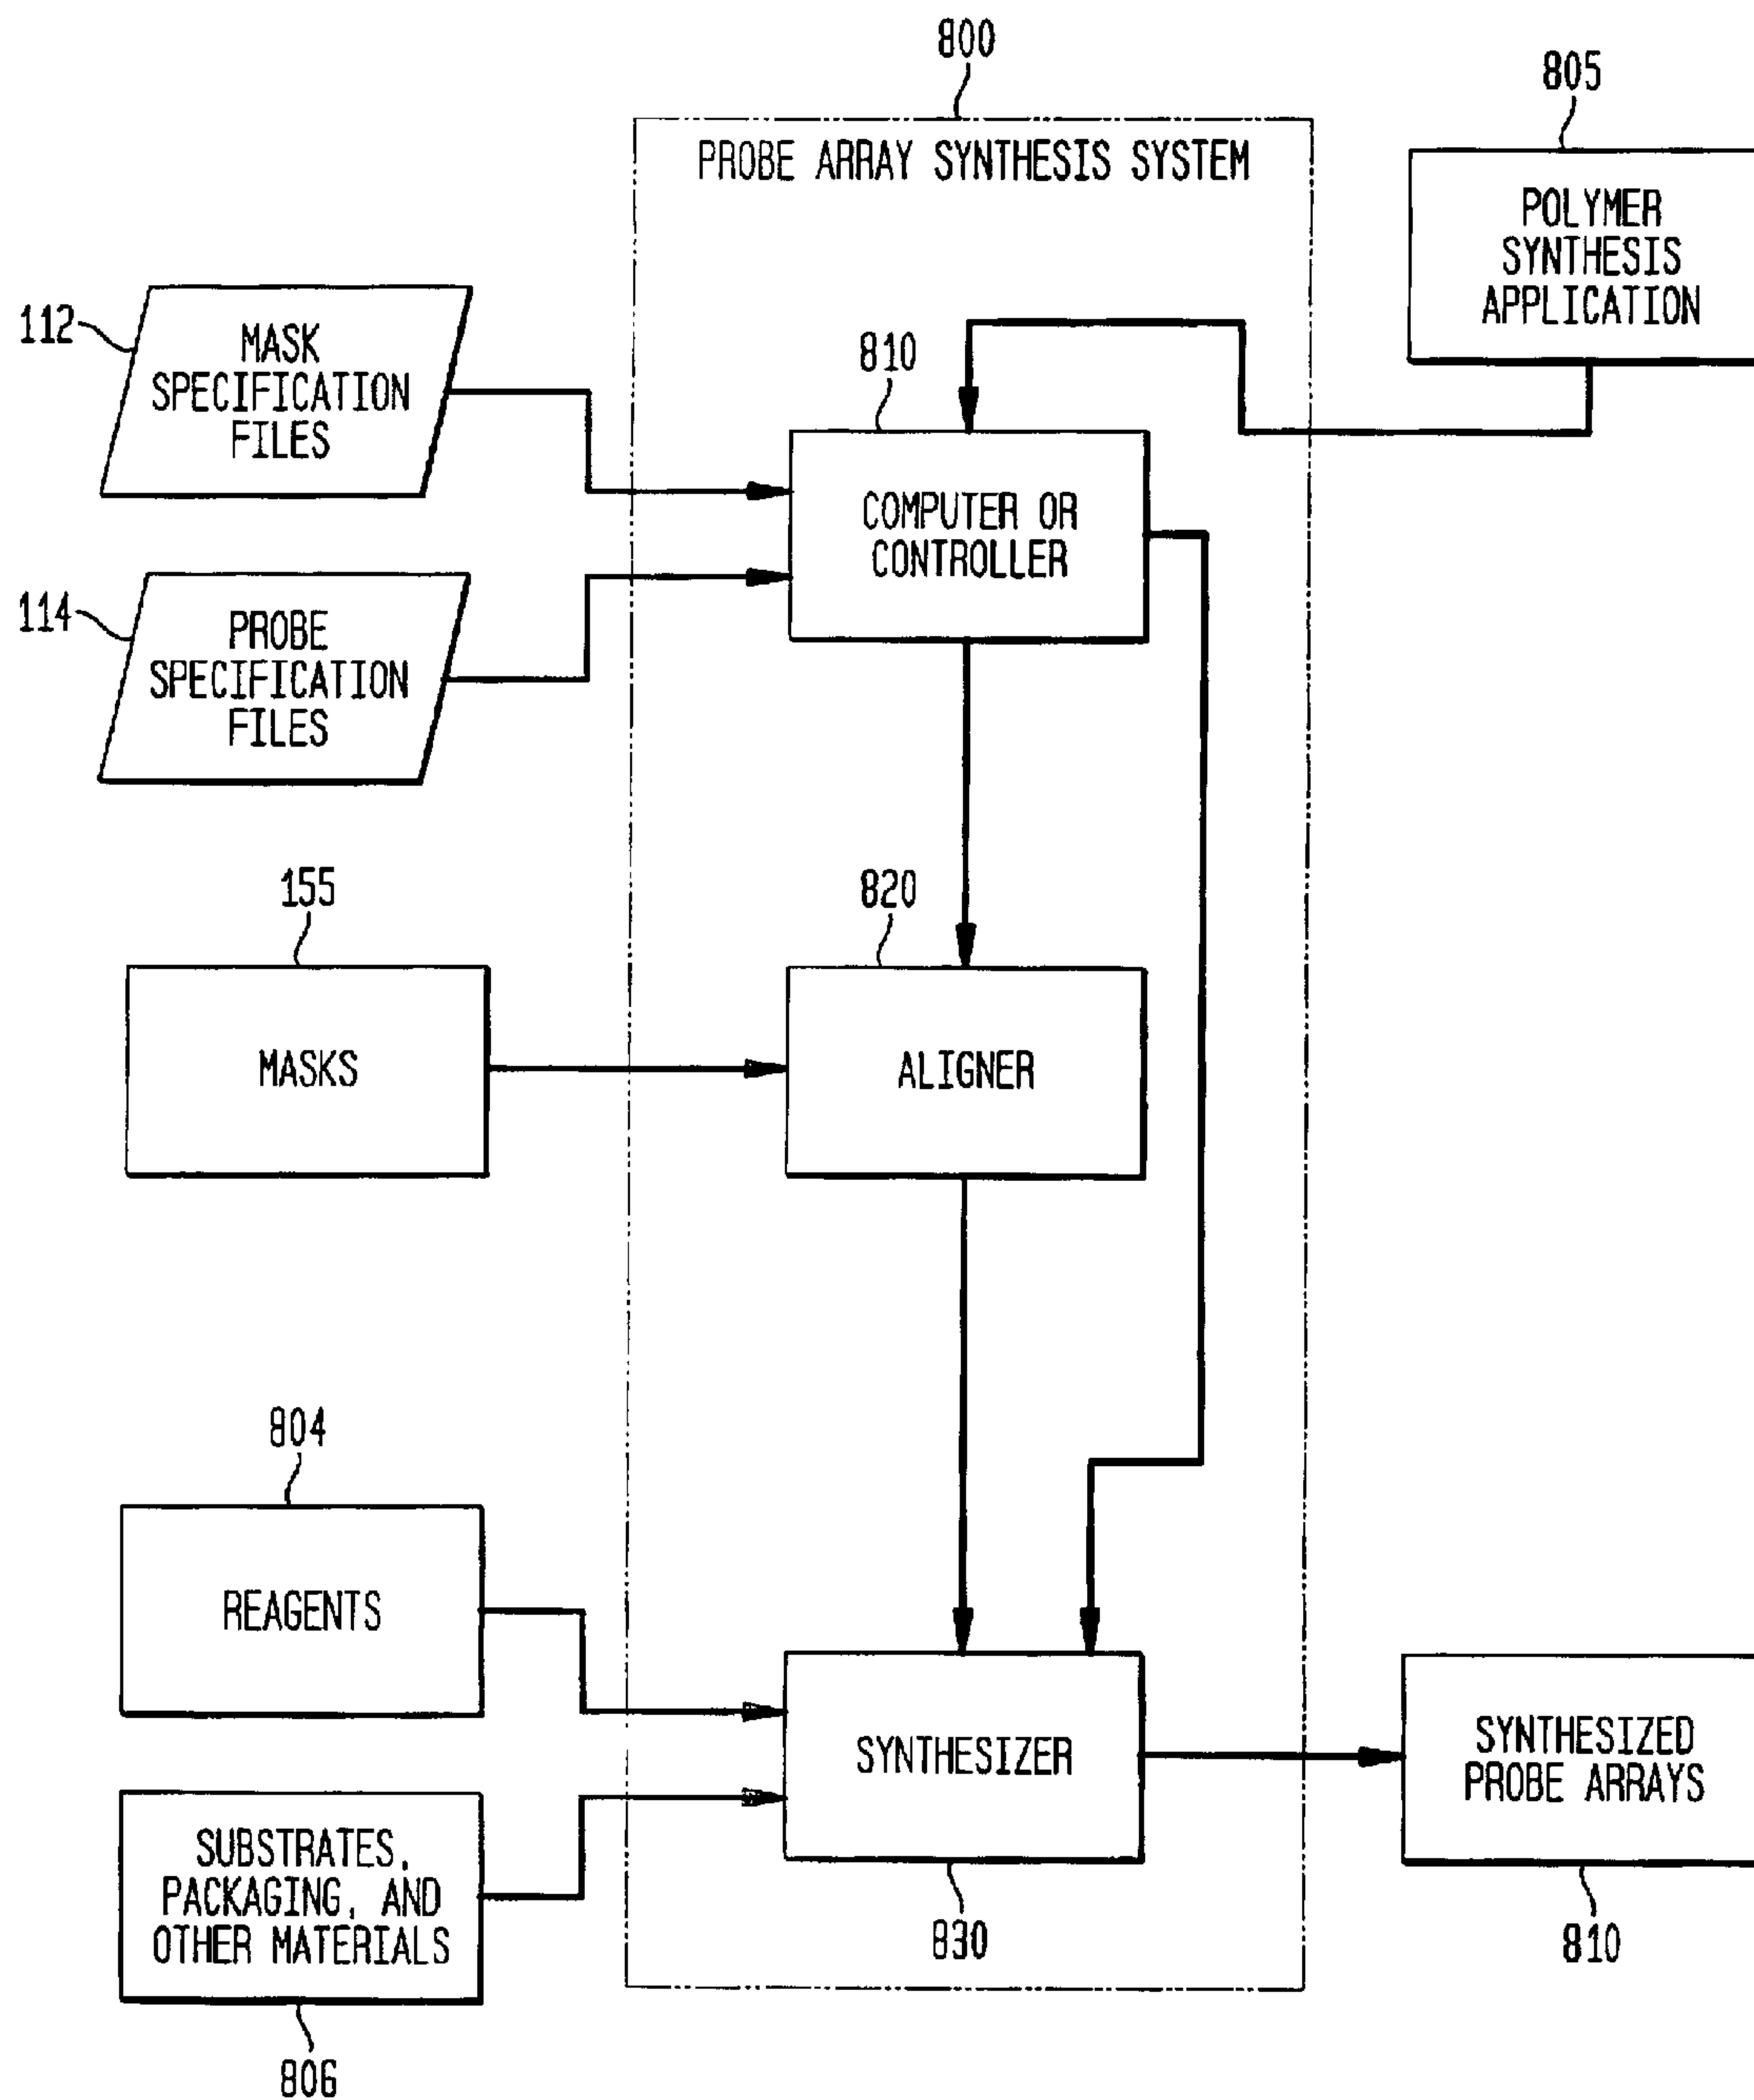 800
805
PROBE ARRAY SYNTHESIS SYSTEM
POLYMER
SYNTHESIS
APPLICATION
112
MASK
SPECIFICATION
FILES
810
COMPUTER OR
CONTROLLER
114
PROBE
SPECIFICATION
FILES
155
820
MASKS
ALIGNER
804
REAGENTS
SYNTHESIZER
SYNTHESIZED
PROBE ARRAYS
SUBSTRATES,
PACKAGING, AND
OTHER MATERIALS
830
810
806